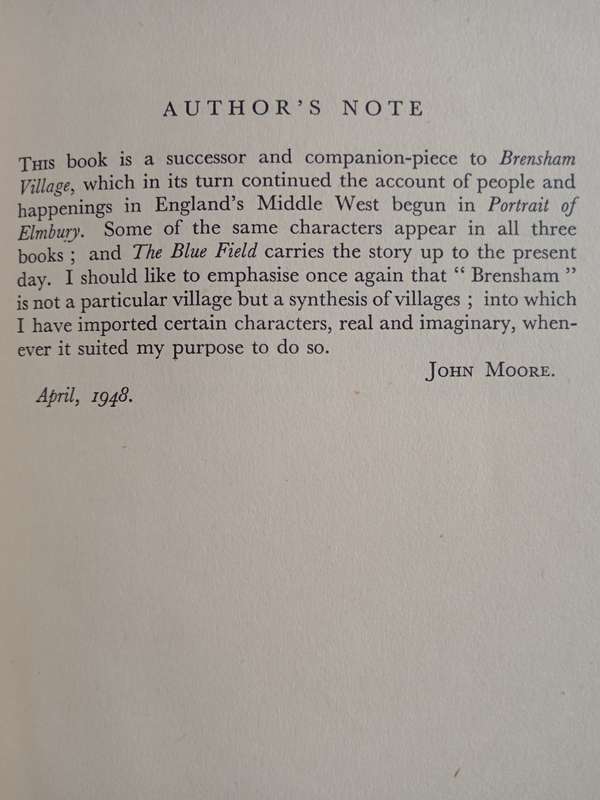 AUTHOR'S NOTE
THIS book is a successor and companion-piece to Brensham
Village, which in its turn continued the account of people and
happenings in England's Middle West begun in Portrait of
Elmbury. Some of the same characters appear in all three
books ; and The Blue Field carries the story up to the present
day. I should like to emphasise once again that “ Brensham ”
is not a particular village but a synthesis of villages ; into which
I have imported certain characters, real and imaginary, when-
ever it suited my purpose to do so.
JOHN MOORE.
April, 1948.